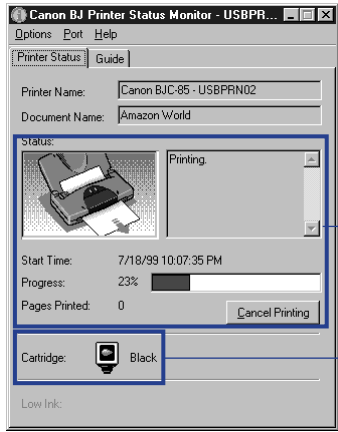 Canon BJ Printer Status Monitor - USBPR...
Options Port Help
Printer Status Guide
Printer Name: Canon BJC-85 - USBPRN02
Document Name: Amazon World
Status:
Printing.
Start Time: 7/18/99 10:07:35 PM
Progress: 23%
Pages Printed: 0 Cancel Printing
Cartridge: Black
Low Ink: